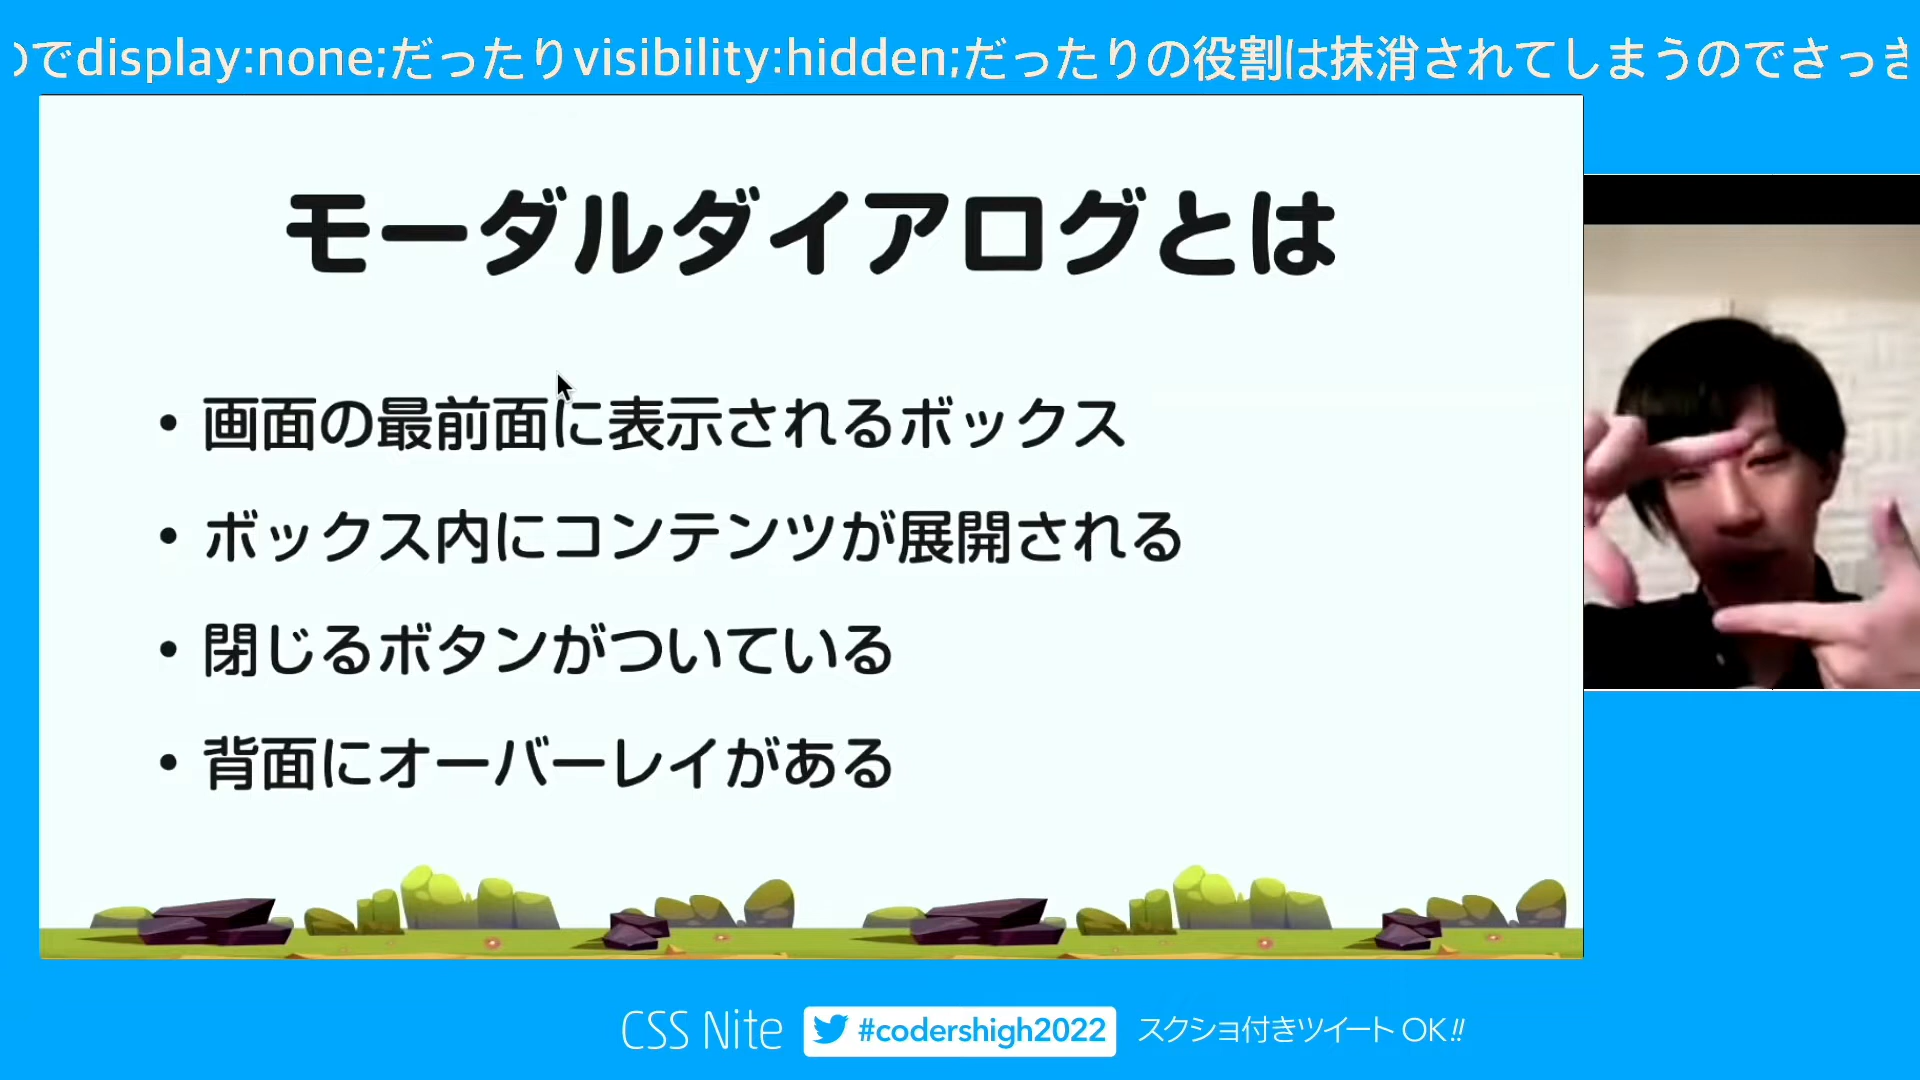 のでdisplay:none;だったりvisibility:hidden;だったりの役割は抹消されてしまうのでさっき
モーダルダイアログとは
• 画面の最前面に表示されるボックス
• ボックス内にコンテンツが展開される
• 閉じるボタンがついている
• 背面にオーバーレイがある
CSS Nite #codershigh2022 スクショ付きツイート OK!!